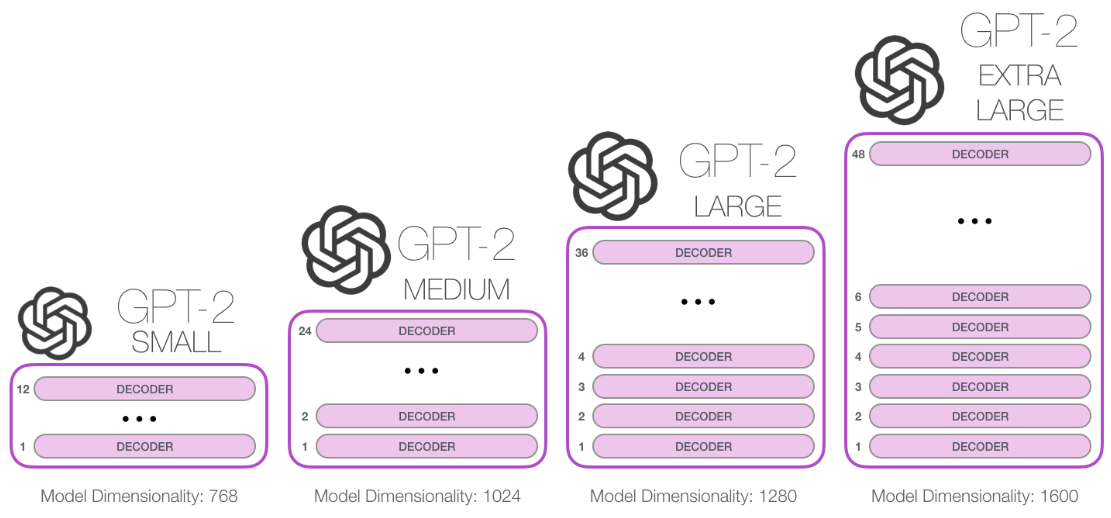 GPT-2
SMALL
12 DECODER
...
1 DECODER
Model Dimensionality: 768
GPT-2
MEDIUM
24 DECODER
...
2 DECODER
1 DECODER
Model Dimensionality: 1024
GPT-2
LARGE
36 DECODER
...
4 DECODER
3 DECODER
2 DECODER
1 DECODER
Model Dimensionality: 1280
GPT-2
EXTRA
LARGE
48 DECODER
...
6 DECODER
5 DECODER
4 DECODER
3 DECODER
2 DECODER
1 DECODER
Model Dimensionality: 1600